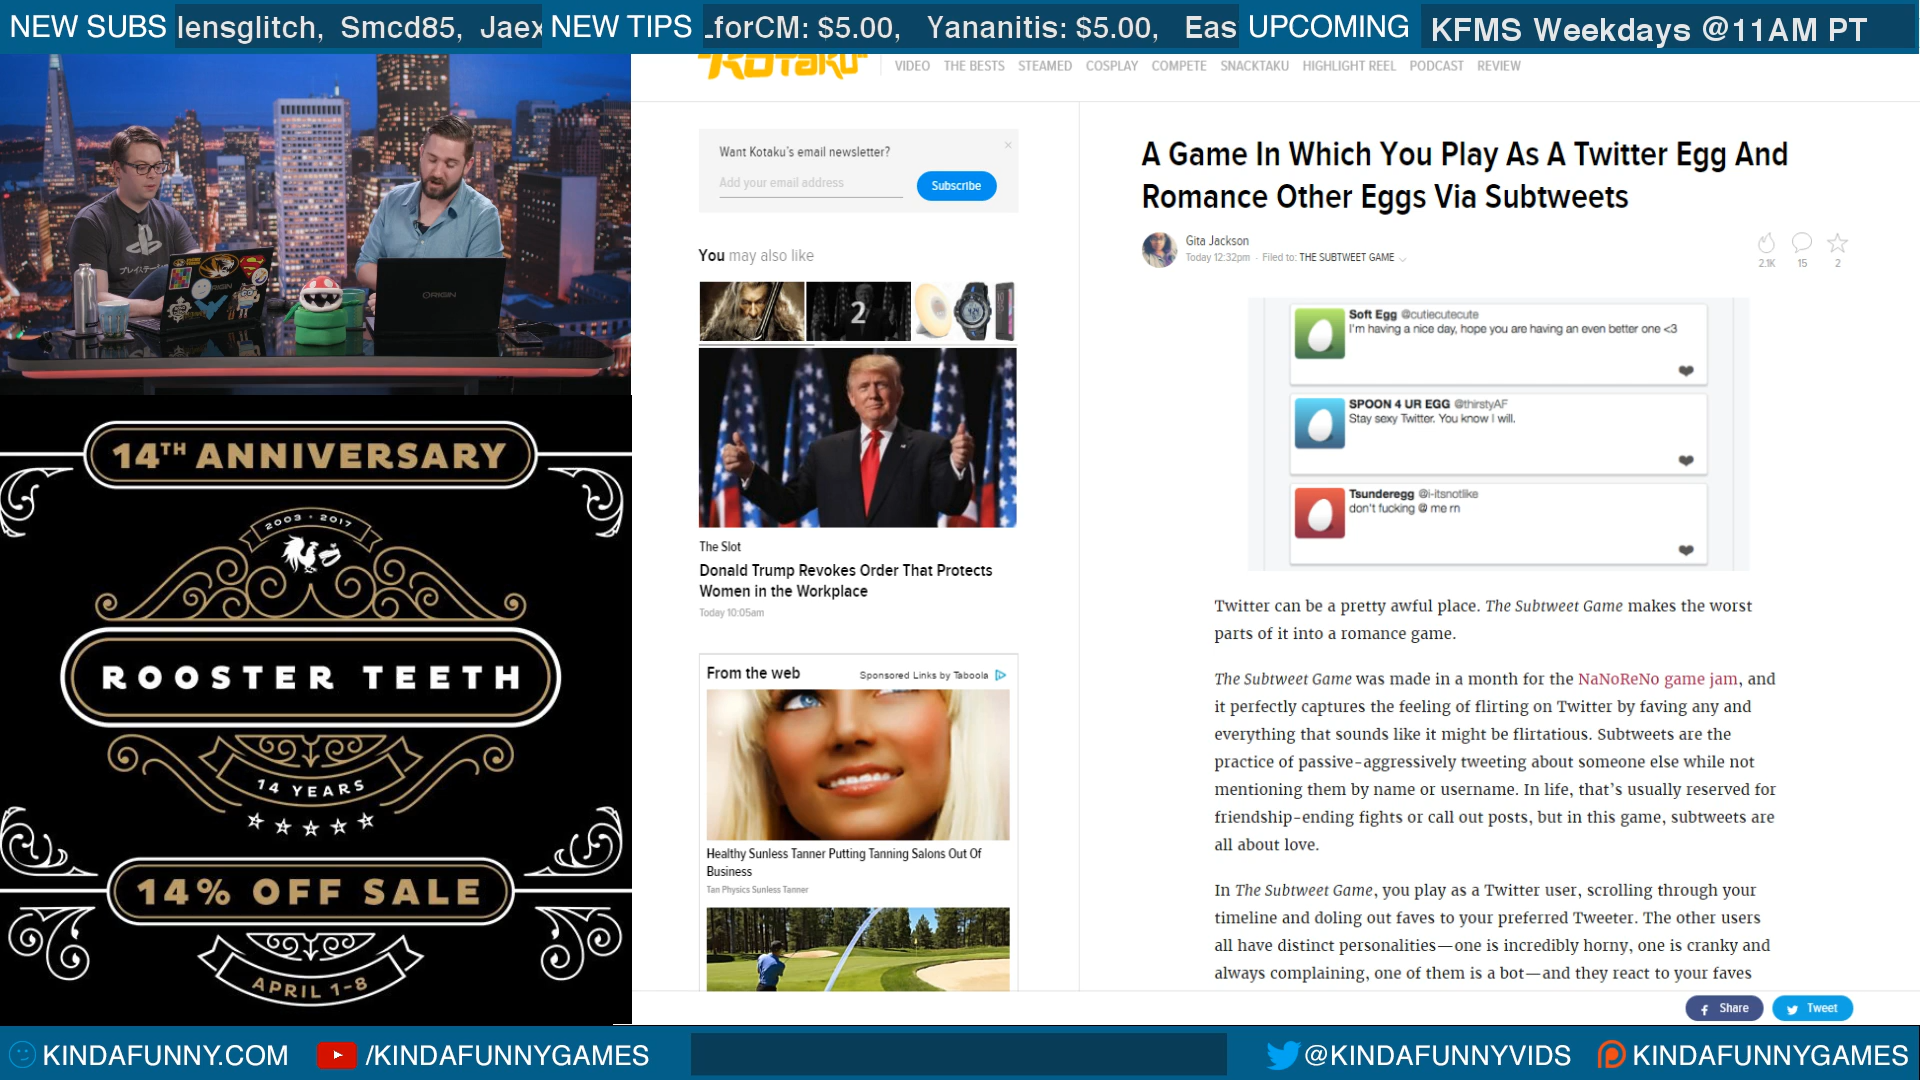 NEW SUBS
lensglitch, Smcd85, Jaex
NEW TIPS
forCM: $5.00, Yananitis: $5.00, Eas
UPCOMING
KFMS Weekdays @11AM PT
KOTAKU
VIDEO THE BESTS STEAMED COSPLAY COMPETE SNACKTAKU HIGHLIGHT REEL PODCAST REVIEW
ORIGIN
ORIGIN
14TH ANNIVERSARY
2003 · 2017
ROOSTER TEETH
14 YEARS
14% OFF SALE
APRIL 1-8
Want Kotaku's email newsletter?
Add your email address
Subscribe
You may also like
2
The Slot
Donald Trump Revokes Order That Protects
Women in the Workplace
Today 10:05am
From the web
Sponsored Links by Taboola
Healthy Sunless Tanner Putting Tanning Salons Out Of
Business
Tan Physics Sunless Tanner
A Game In Which You Play As A Twitter Egg And
Romance Other Eggs Via Subtweets
Gita Jackson
Today 12:32pm · Filed to: THE SUBTWEET GAME
2.1K 15 2
Soft Egg @cutiecutecute
I'm having a nice day, hope you are having an even better one <3
SPOON 4 UR EGG @thirstyAF
Stay sexy Twitter. You know I will.
Tsunderegg @i-itsnotlike
don't fucking @ me rn
Twitter can be a pretty awful place. The Subtweet Game makes the worst
parts of it into a romance game.
The Subtweet Game was made in a month for the NaNoReNo game jam, and
it perfectly captures the feeling of flirting on Twitter by faving any and
everything that sounds like it might be flirtatious. Subtweets are the
practice of passive-aggressively tweeting about someone else while not
mentioning them by name or username. In life, that's usually reserved for
friendship-ending fights or call out posts, but in this game, subtweets are
all about love.
In The Subtweet Game, you play as a Twitter user, scrolling through your
timeline and doling out faves to your preferred Tweeter. The other users
all have distinct personalities—one is incredibly horny, one is cranky and
always complaining, one of them is a bot—and they react to your faves
Share
Tweet
KINDAFUNNY.COM
/KINDAFUNNYGAMES
@KINDAFUNNYVIDS
KINDAFUNNYGAMES